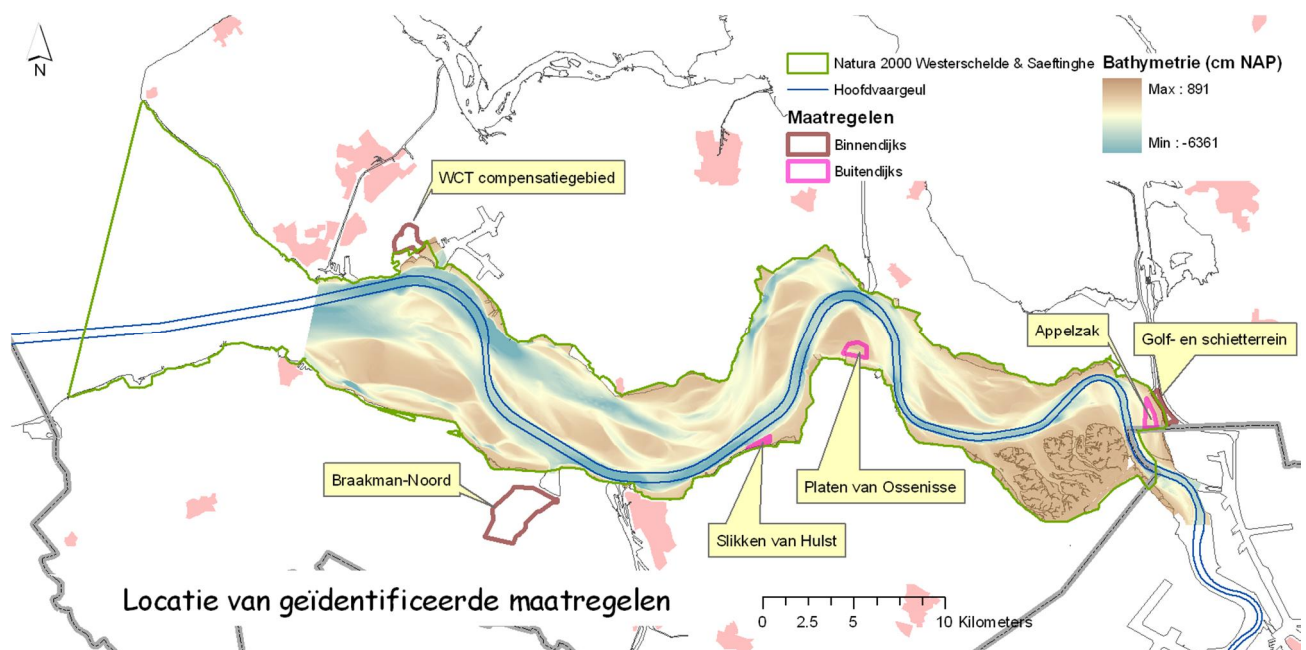 N
Natura 2000 Westerschelde & Saeftinghe
Hoofdvaargeul
Maatregelen
Binnendijks
Buitendijks
Bathymetrie (cm NAP)
Max : 891
Min : -6361
WCT compensatiegebied
Appelzak
Golf- en schietterrein
Braakman-Noord
Platen van Ossenisse
Slikken van Hulst
Locatie van geïdentificeerde maatregelen
0 2.5 5 10 Kilometers